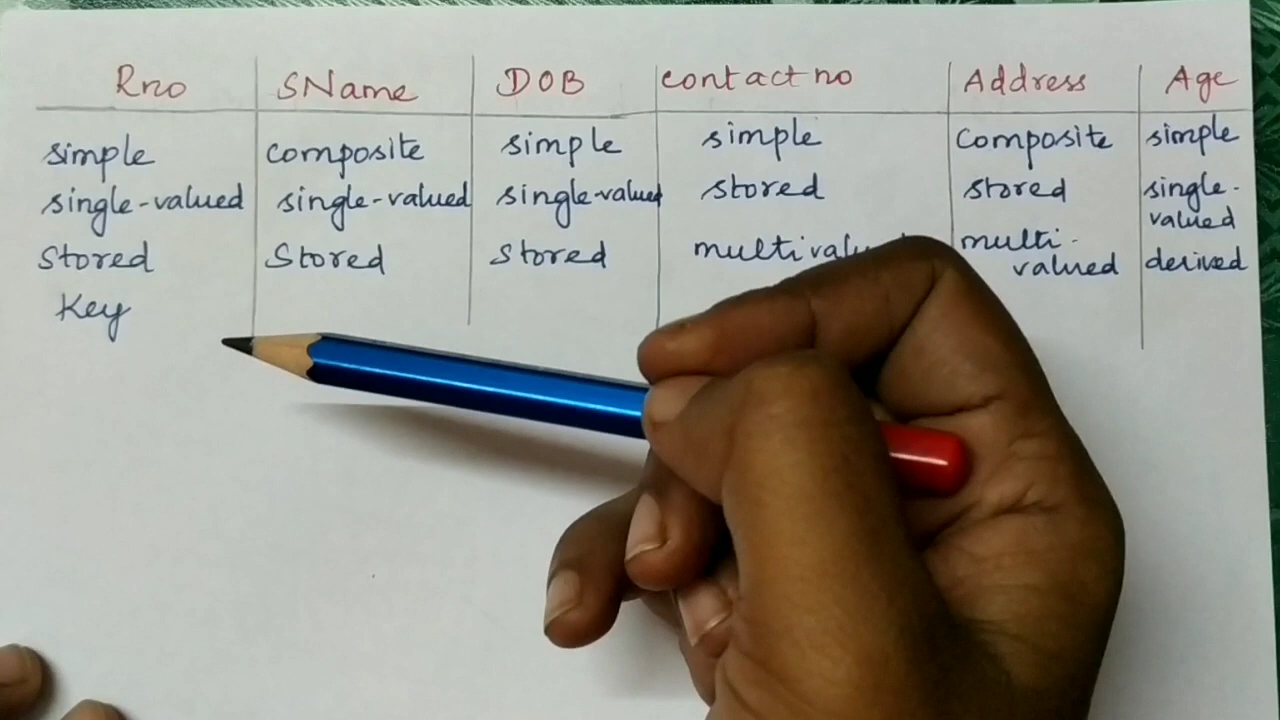 Rno SName DOB contact no Address Age
simple composite simple simple composite simple
single-valued single-valued single-valued stored stored single-
valued
Stored Stored Stored multi- derived
valued
Key